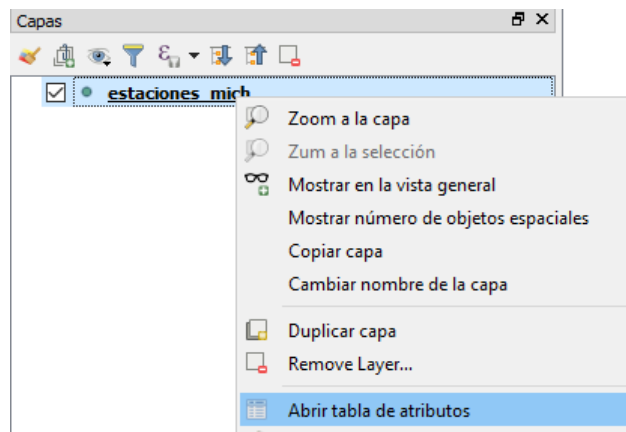 Capas
estaciones_mich
Zoom a la capa
Zum a la selección
Mostrar en la vista general
Mostrar número de objetos espaciales
Copiar capa
Cambiar nombre de la capa
Duplicar capa
Remove Layer...
Abrir tabla de atributos